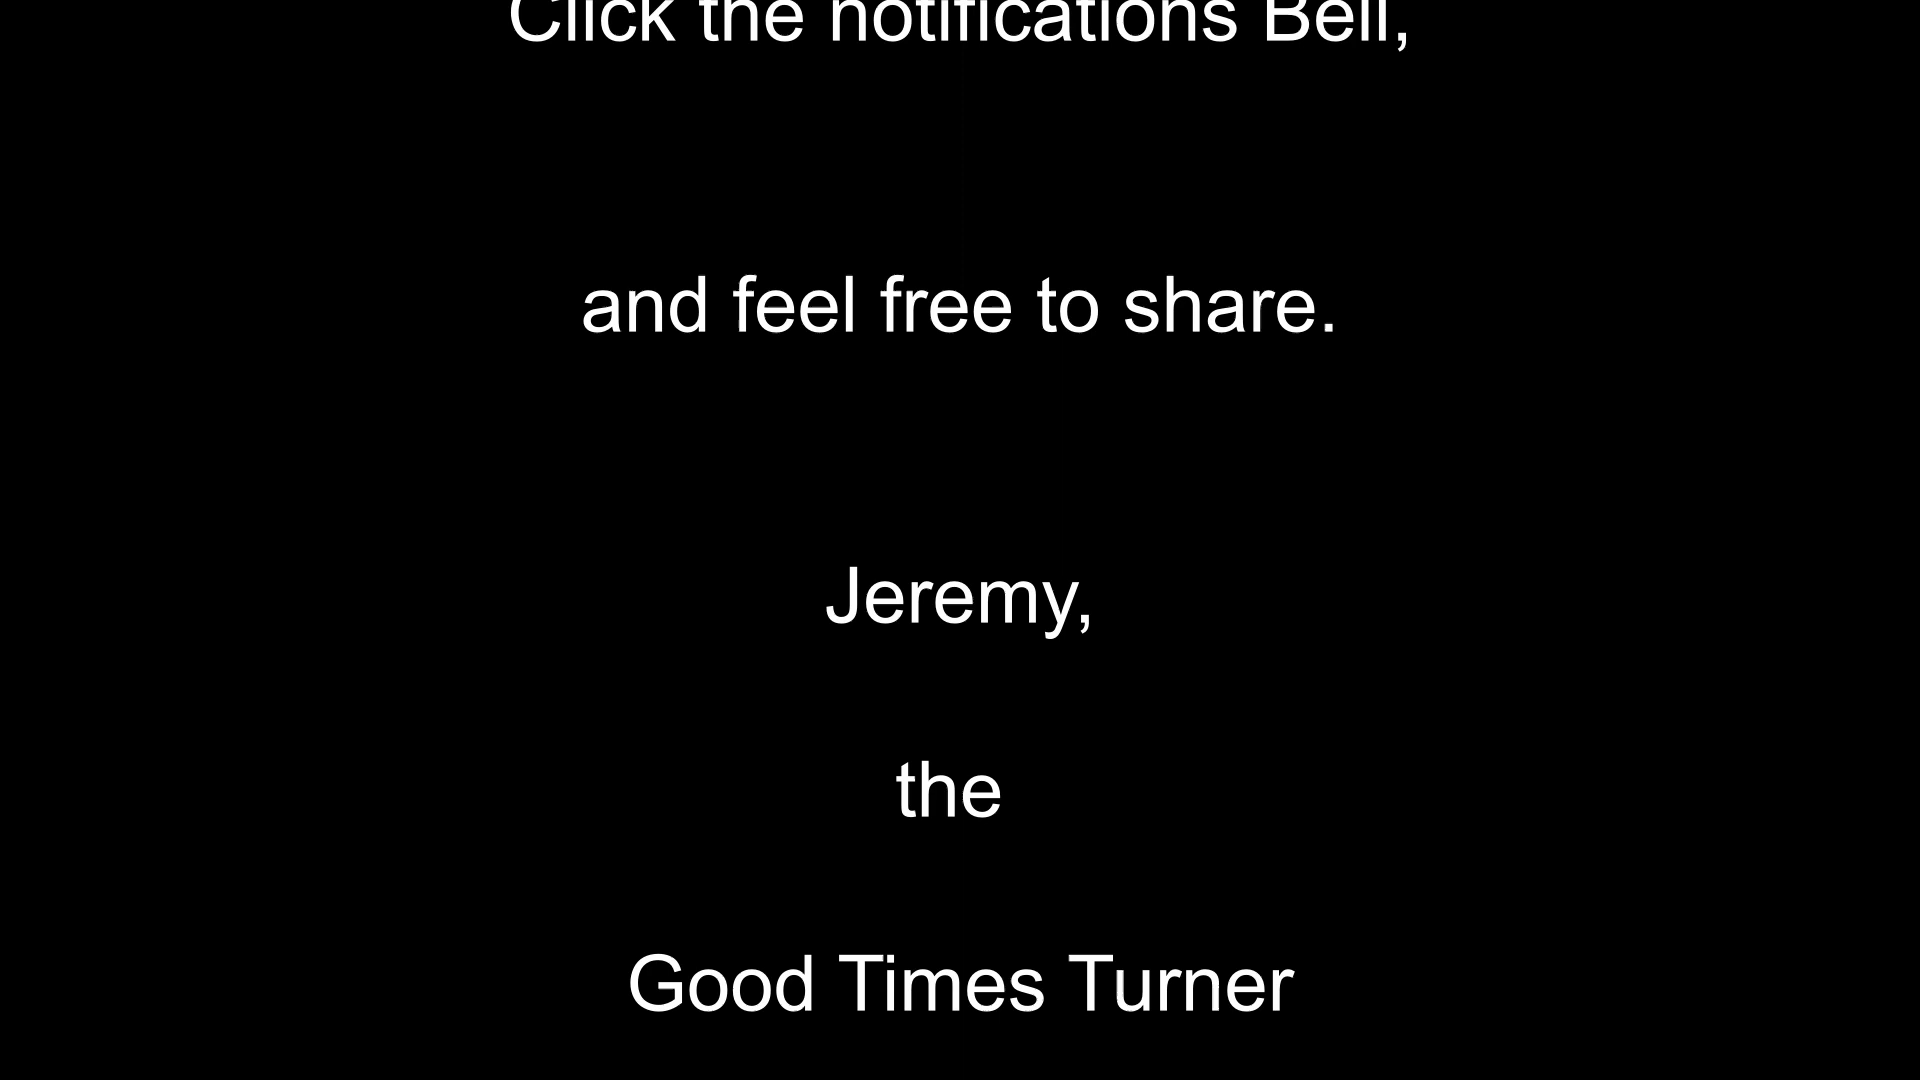 Click the notifications Bell,
and feel free to share.
Jeremy,
the
Good Times Turner